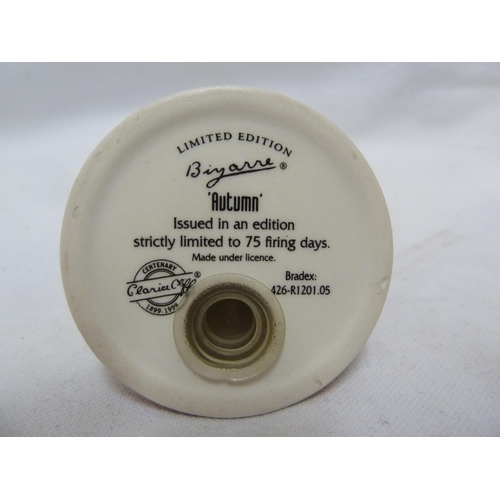 LIMITED EDITION
Bizarre ®
'Autumn'
Issued in an edition
strictly limited to 75 firing days.
Made under licence.
CENTENARY
Clarice Cliff ®
1899-1999
Bradex:
426-R1201.05